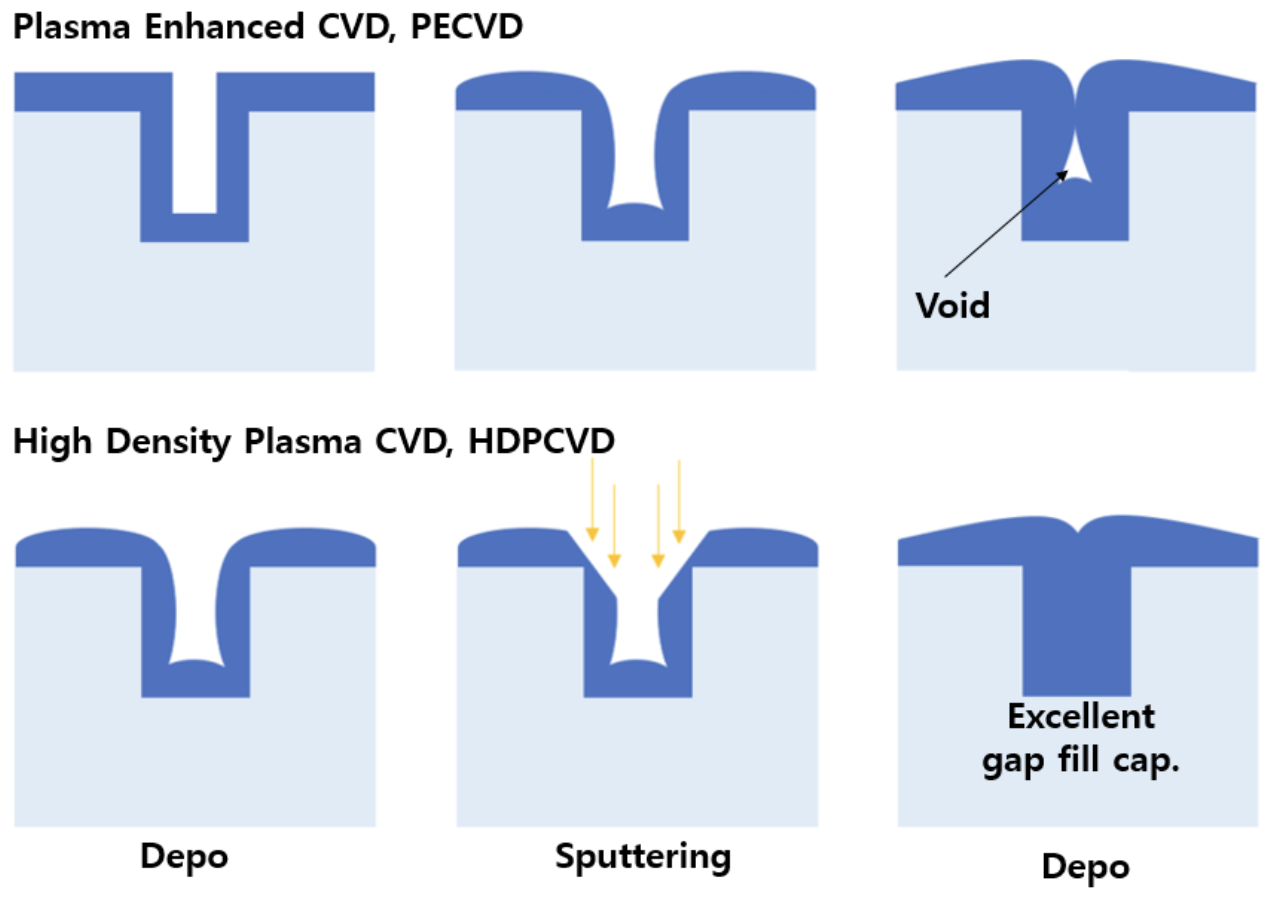 Plasma Enhanced CVD, PECVD
Void
High Density Plasma CVD, HDPCVD
Excellent
gap fill cap.
Depo
Sputtering
Depo